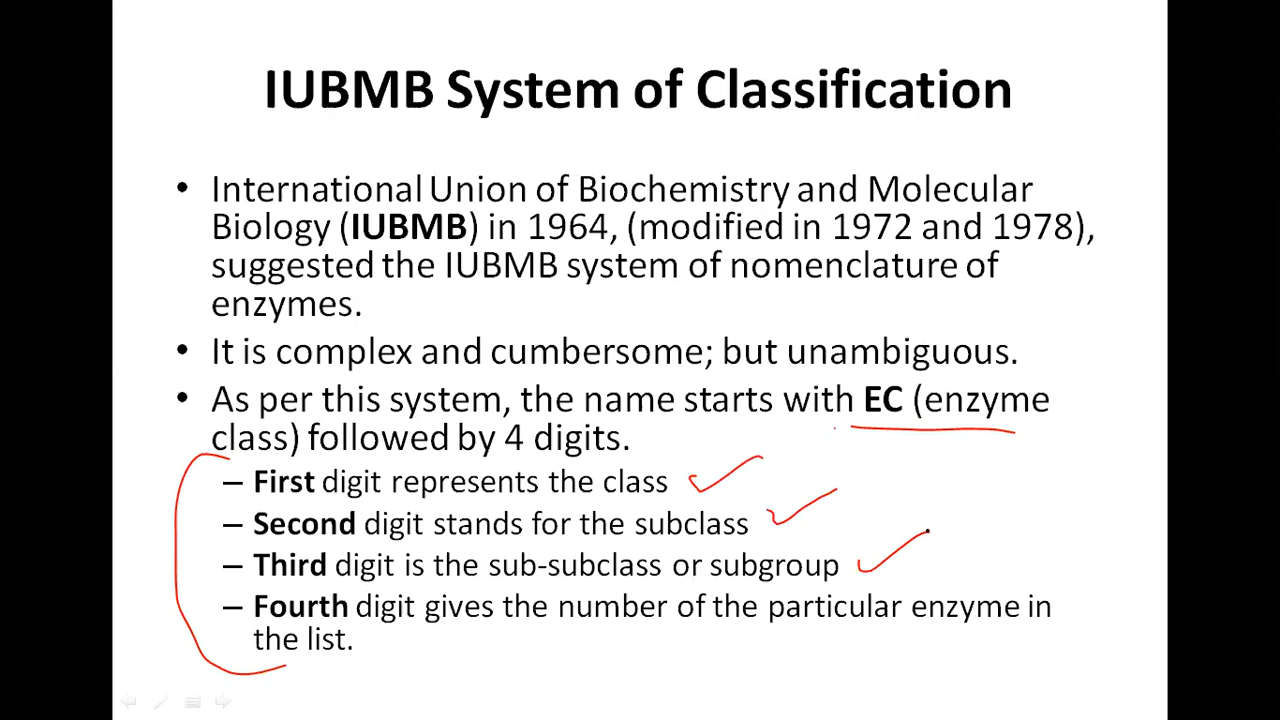 IUBMB System of Classification
• International Union of Biochemistry and Molecular
Biology (IUBMB) in 1964, (modified in 1972 and 1978),
suggested the IUBMB system of nomenclature of
enzymes.
• It is complex and cumbersome; but unambiguous.
• As per this system, the name starts with EC (enzyme
class) followed by 4 digits.
– First digit represents the class
– Second digit stands for the subclass
– Third digit is the sub-subclass or subgroup
– Fourth digit gives the number of the particular enzyme in
the list.